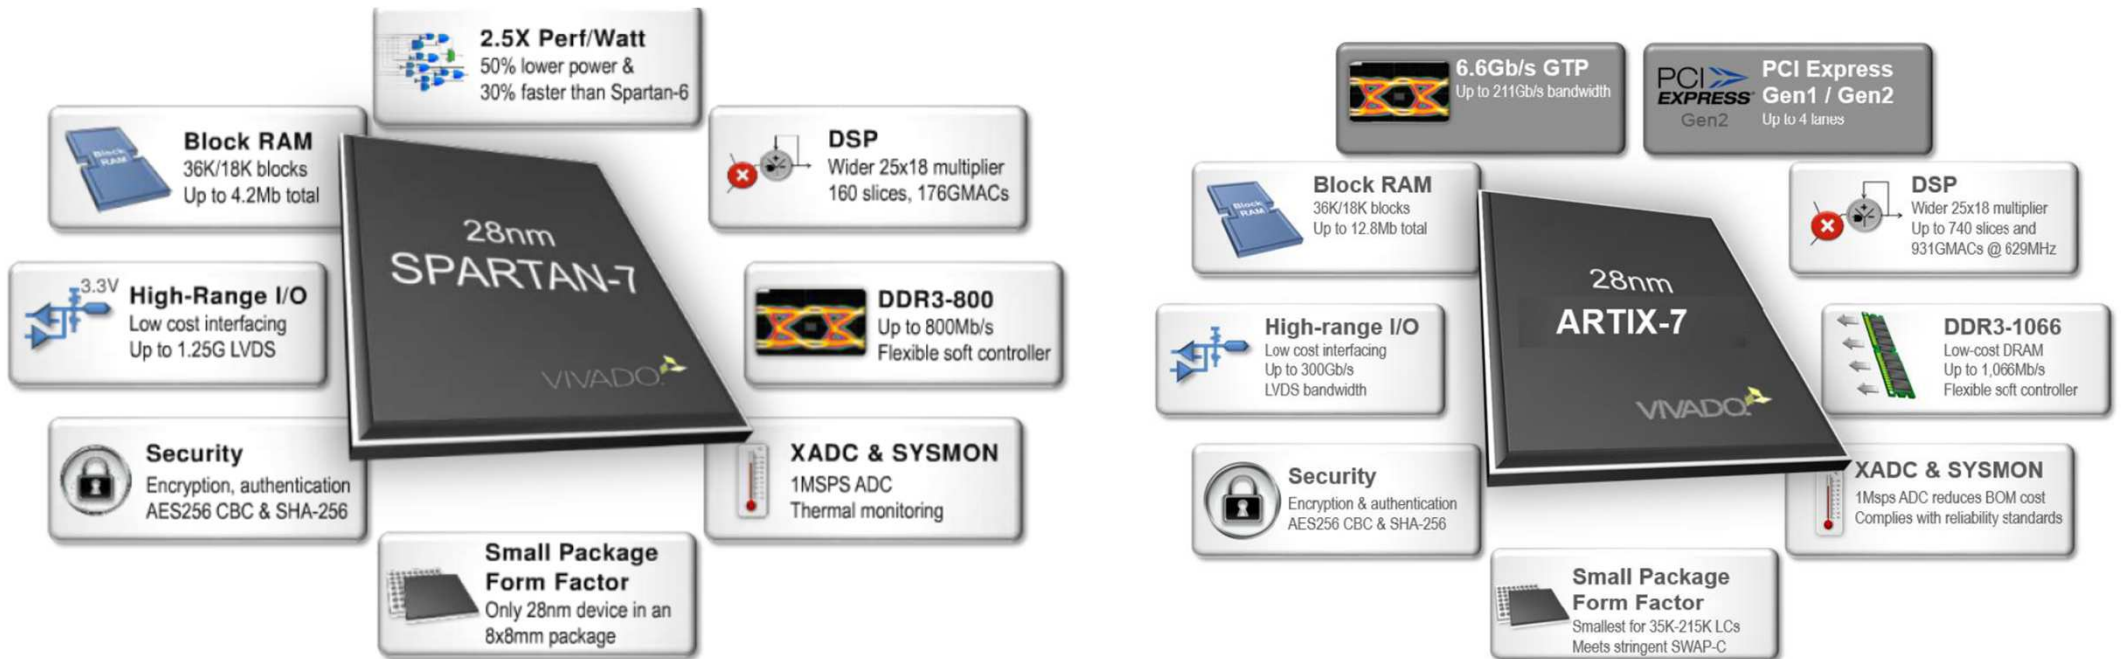 2.5X Perf/Watt
50% lower power &
30% faster than Spartan-6
Block RAM
Block RAM
36K/18K blocks
Up to 4.2Mb total
DSP
Wider 25x18 multiplier
160 slices, 176GMACs
28nm
SPARTAN-7
VIVADO
3.3V
High-Range I/O
Low cost interfacing
Up to 1.25G LVDS
DDR3-800
Up to 800Mb/s
Flexible soft controller
Security
Encryption, authentication
AES256 CBC & SHA-256
XADC & SYSMON
1MSPS ADC
Thermal monitoring
Small Package
Form Factor
Only 28nm device in an
8x8mm package
6.6Gb/s GTP
Up to 211Gb/s bandwidth
PCI
EXPRESS
Gen2
PCI Express
Gen1 / Gen2
Up to 4 lanes
Block
RAM
Block RAM
36K/18K blocks
Up to 12.8Mb total
DSP
Wider 25x18 multiplier
Up to 740 slices and
931GMACs @ 629MHz
28nm
ARTIX-7
VIVADO
High-range I/O
Low cost interfacing
Up to 300Gb/s
LVDS bandwidth
DDR3-1066
Low-cost DRAM
Up to 1,066Mb/s
Flexible soft controller
Security
Encryption & authentication
AES256 CBC & SHA-256
XADC & SYSMON
1Msps ADC reduces BOM cost
Complies with reliability standards
Small Package
Form Factor
Smallest for 35K-215K LCs
Meets stringent SWAP-C